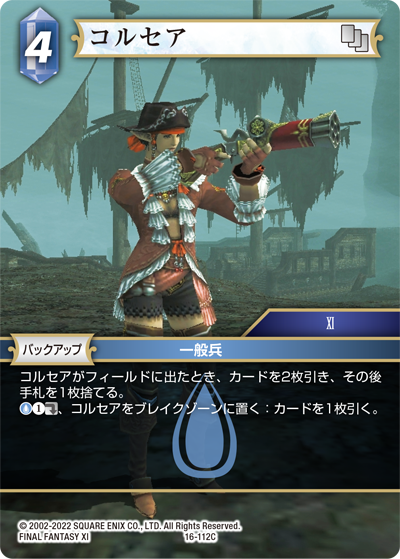 4
コルセア
XI
バックアップ
一般兵
コルセアがフィールドに出たとき、カードを2枚引き、その後
手札を1枚捨てる。
1、コルセアをブレイクゾーンに置く：カードを1枚引く。
© 2002-2022 SQUARE ENIX CO., LTD. All Rights Reserved.
FINAL FANTASY XI
16-112C